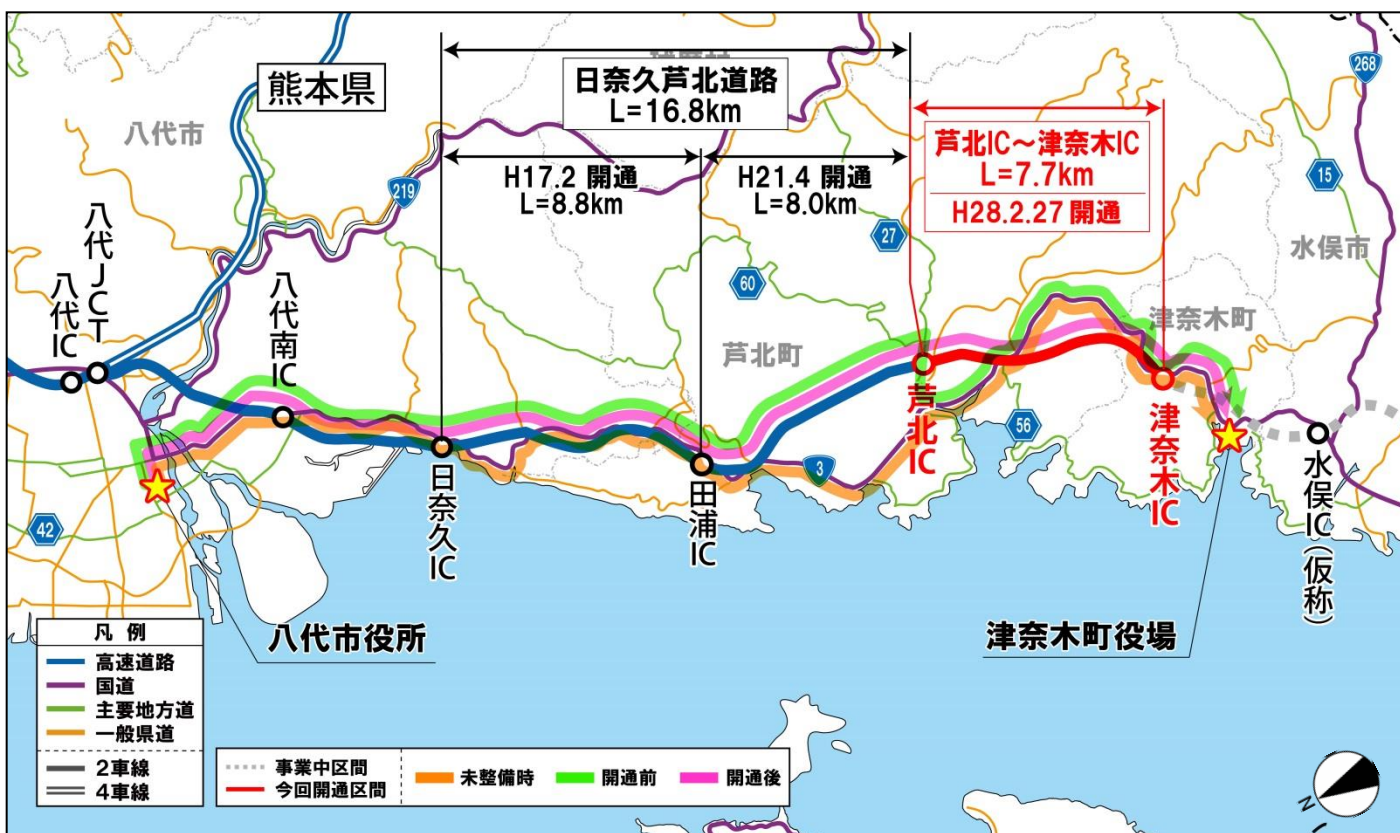 熊本県
八代市
日奈久芦北道路
L=16.8km
芦北IC~津奈木IC
L=7.7km
H28.2.27 開通
H17.2 開通
L=8.8km
H21.4 開通
L=8.0km
268
15
219
27
60
水俣市
津奈木町
芦北町
八代JCT
八代IC
八代南IC
日奈久IC
田浦IC
芦北IC
津奈木IC
水俣IC(仮称)
3
56
42
八代市役所
津奈木町役場
凡 例
高速道路
国道
主要地方道
一般県道
2車線
4車線
事業中区間
今回開通区間
未整備時
開通前
開通後
N